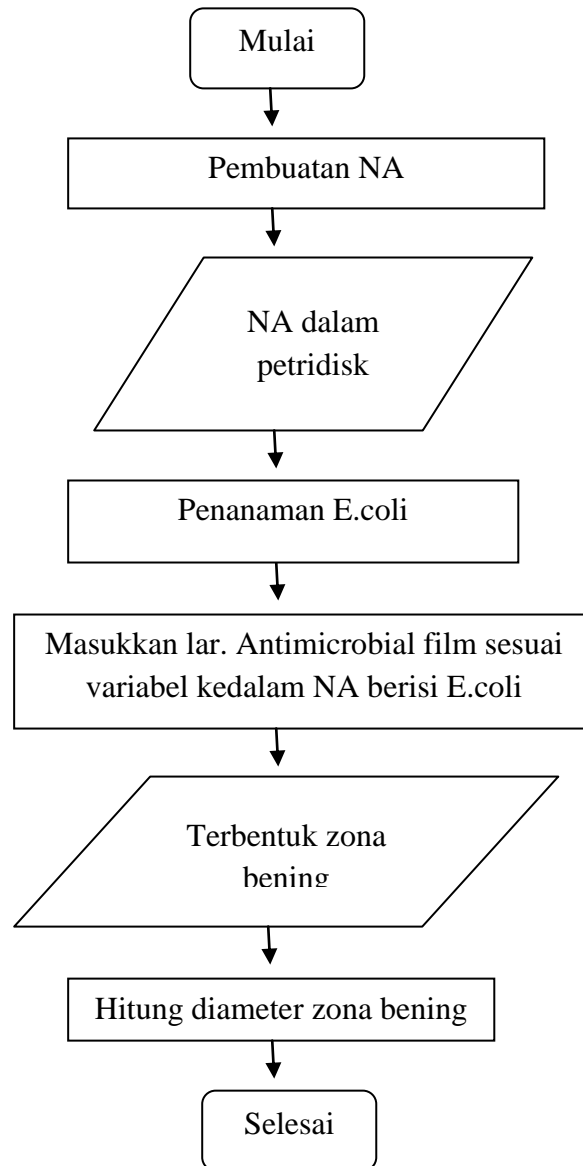 Mulai
Pembuatan NA
NA dalam
petridisk
Penanaman E.coli
Masukkan lar. Antimicrobial film sesuai
variabel kedalam NA berisi E.coli
Terbentuk zona
bening
Hitung diameter zona bening
Selesai